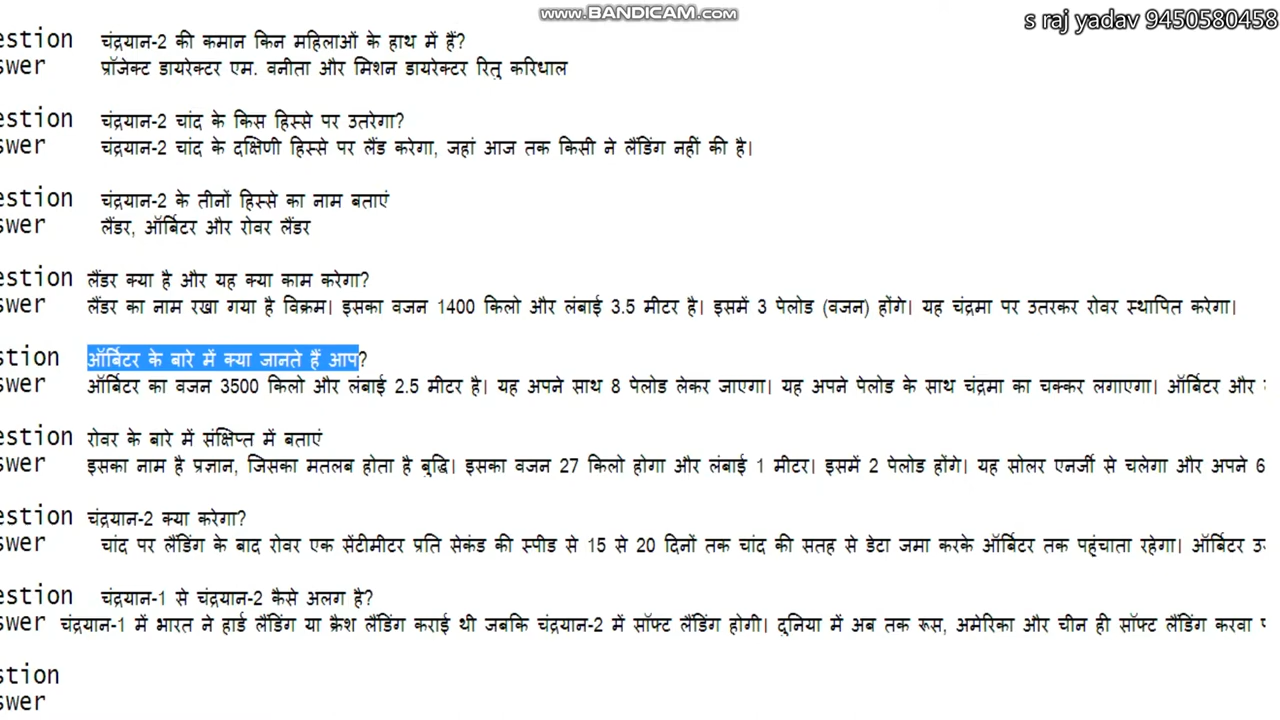 www.BANDICAM.com
s raj yadav 9450580458
estion चंद्रयान-2 की कमान किन महिलाओं के हाथ में हैं?
swer प्रॉजेक्ट डायरेक्टर एम. वनीता और मिशन डायरेक्टर रितु करिधाल
estion चंद्रयान-2 चांद के किस हिस्से पर उतरेगा?
swer चंद्रयान-2 चांद के दक्षिणी हिस्से पर लैंड करेगा, जहां आज तक किसी ने लैंडिंग नहीं की है।
estion चंद्रयान-2 के तीनों हिस्से का नाम बताएं
swer लैंडर, ऑर्बिटर और रोवर लैंडर
estion लैंडर क्या है और यह क्या काम करेगा?
swer लैंडर का नाम रखा गया है विक्रम। इसका वजन 1400 किलो और लंबाई 3.5 मीटर है। इसमें 3 पेलोड (वजन) होंगे। यह चंद्रमा पर उतरकर रोवर स्थापित करेगा।
stion ऑर्बिटर के बारे में क्या जानते हैं आप?
swer ऑर्बिटर का वजन 3500 किलो और लंबाई 2.5 मीटर है। यह अपने साथ 8 पेलोड लेकर जाएगा। यह अपने पेलोड के साथ चंद्रमा का चक्कर लगाएगा। ऑर्बिटर और
estion रोवर के बारे में संक्षिप्त में बताएं
swer इसका नाम है प्रज्ञान, जिसका मतलब होता है बुद्धि। इसका वजन 27 किलो होगा और लंबाई 1 मीटर। इसमें 2 पेलोड होंगे। यह सोलर एनर्जी से चलेगा और अपने 6
estion चंद्रयान-2 क्या करेगा?
swer चांद पर लैंडिंग के बाद रोवर एक सेंटीमीटर प्रति सेकंड की स्पीड से 15 से 20 दिनों तक चांद की सतह से डेटा जमा करके ऑर्बिटर तक पहुंचाता रहेगा। ऑर्बिटर
estion चंद्रयान-1 से चंद्रयान-2 कैसे अलग है?
swer चंद्रयान-1 में भारत ने हार्ड लैंडिंग या क्रैश लैंडिंग कराई थी जबकि चंद्रयान-2 में सॉफ्ट लैंडिंग होगी। दुनिया में अब तक रूस, अमेरिका और चीन ही सॉफ्ट लैंडिंग करवा
stion
swer